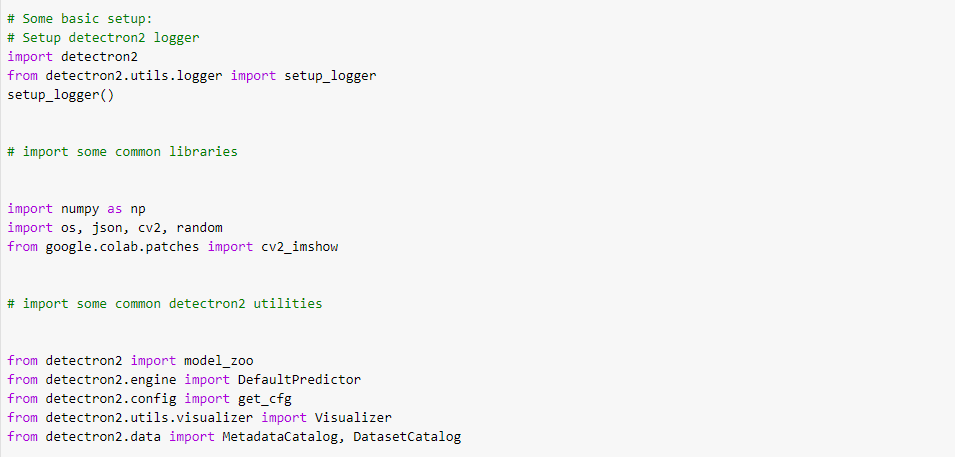 # Some basic setup:
# Setup detectron2 logger
import detectron2
from detectron2.utils.logger import setup_logger
setup_logger()
# import some common libraries
import numpy as np
import os, json, cv2, random
from google.colab.patches import cv2_imshow
# import some common detectron2 utilities
from detectron2 import model_zoo
from detectron2.engine import DefaultPredictor
from detectron2.config import get_cfg
from detectron2.utils.visualizer import Visualizer
from detectron2.data import MetadataCatalog, DatasetCatalog